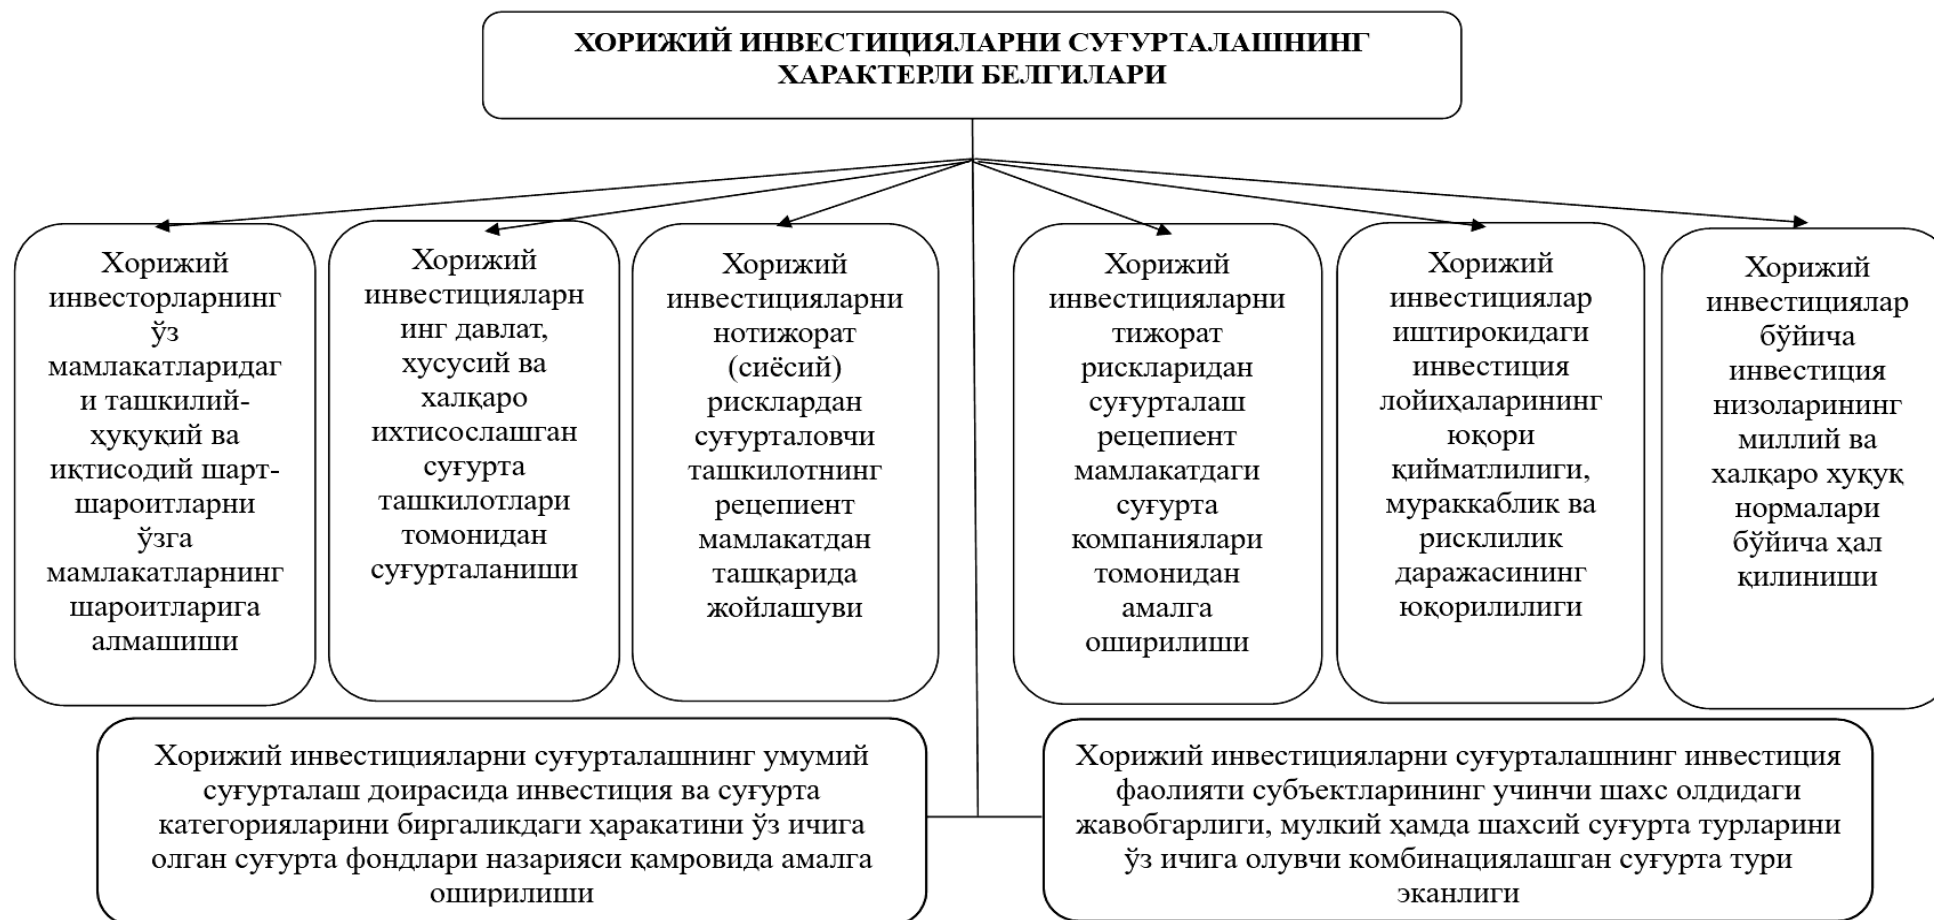 ХОРИЖИЙ ИНВЕСТИЦИЯЛАРНИ СУҒУРТАЛАШНИНГ
ХАРАКТЕРЛИ БЕЛГИЛАРИ
Хорижий
инвесторларнинг
ўз
мамлакатларидаг
и ташкилий-
ҳуқуқий ва
иқтисодий шарт-
шароитларни
ўзга
мамлакатларнинг
шароитларига
алмашиши
Хорижий
инвестицияларн
инг давлат,
хусусий ва
халқаро
ихтисослашган
суғурта
ташкилотлари
томонидан
суғурталаниши
Хорижий
инвестицияларни
нотижорат
(сиёсий)
рисклардан
суғурталовчи
ташкилотнинг
рецепиент
мамлакатдан
ташқарида
жойлашуви
Хорижий
инвестицияларни
тижорат
рискларидан
суғурталаш
рецепиент
мамлакатдаги
суғурта
компаниялари
томонидан
амалга
оширилиши
Хорижий
инвестициялар
иштирокидаги
инвестиция
лойиҳаларининг
юқори
қийматлилиги,
мураккаблик ва
рисклилик
даражасининг
юқорилилиги
Хорижий
инвестициялар
бўйича
инвестиция
низоларининг
миллий ва
халқаро ҳуқуқ
нормалари
бўйича ҳал
қилиниши
Хорижий инвестицияларни суғурталашнинг умумий
суғурталаш доирасида инвестиция ва суғурта
категорияларини биргаликдаги ҳаракатини ўз ичига
олган суғурта фондлари назарияси қамровида амалга
оширилиши
Хорижий инвестицияларни суғурталашнинг инвестиция
фаолияти субъектларининг учинчи шахс олдидаги
жавобгарлиги, мулкий ҳамда шахсий суғурта турларини
ўз ичига олувчи комбинациялашган суғурта тури
эканлиги